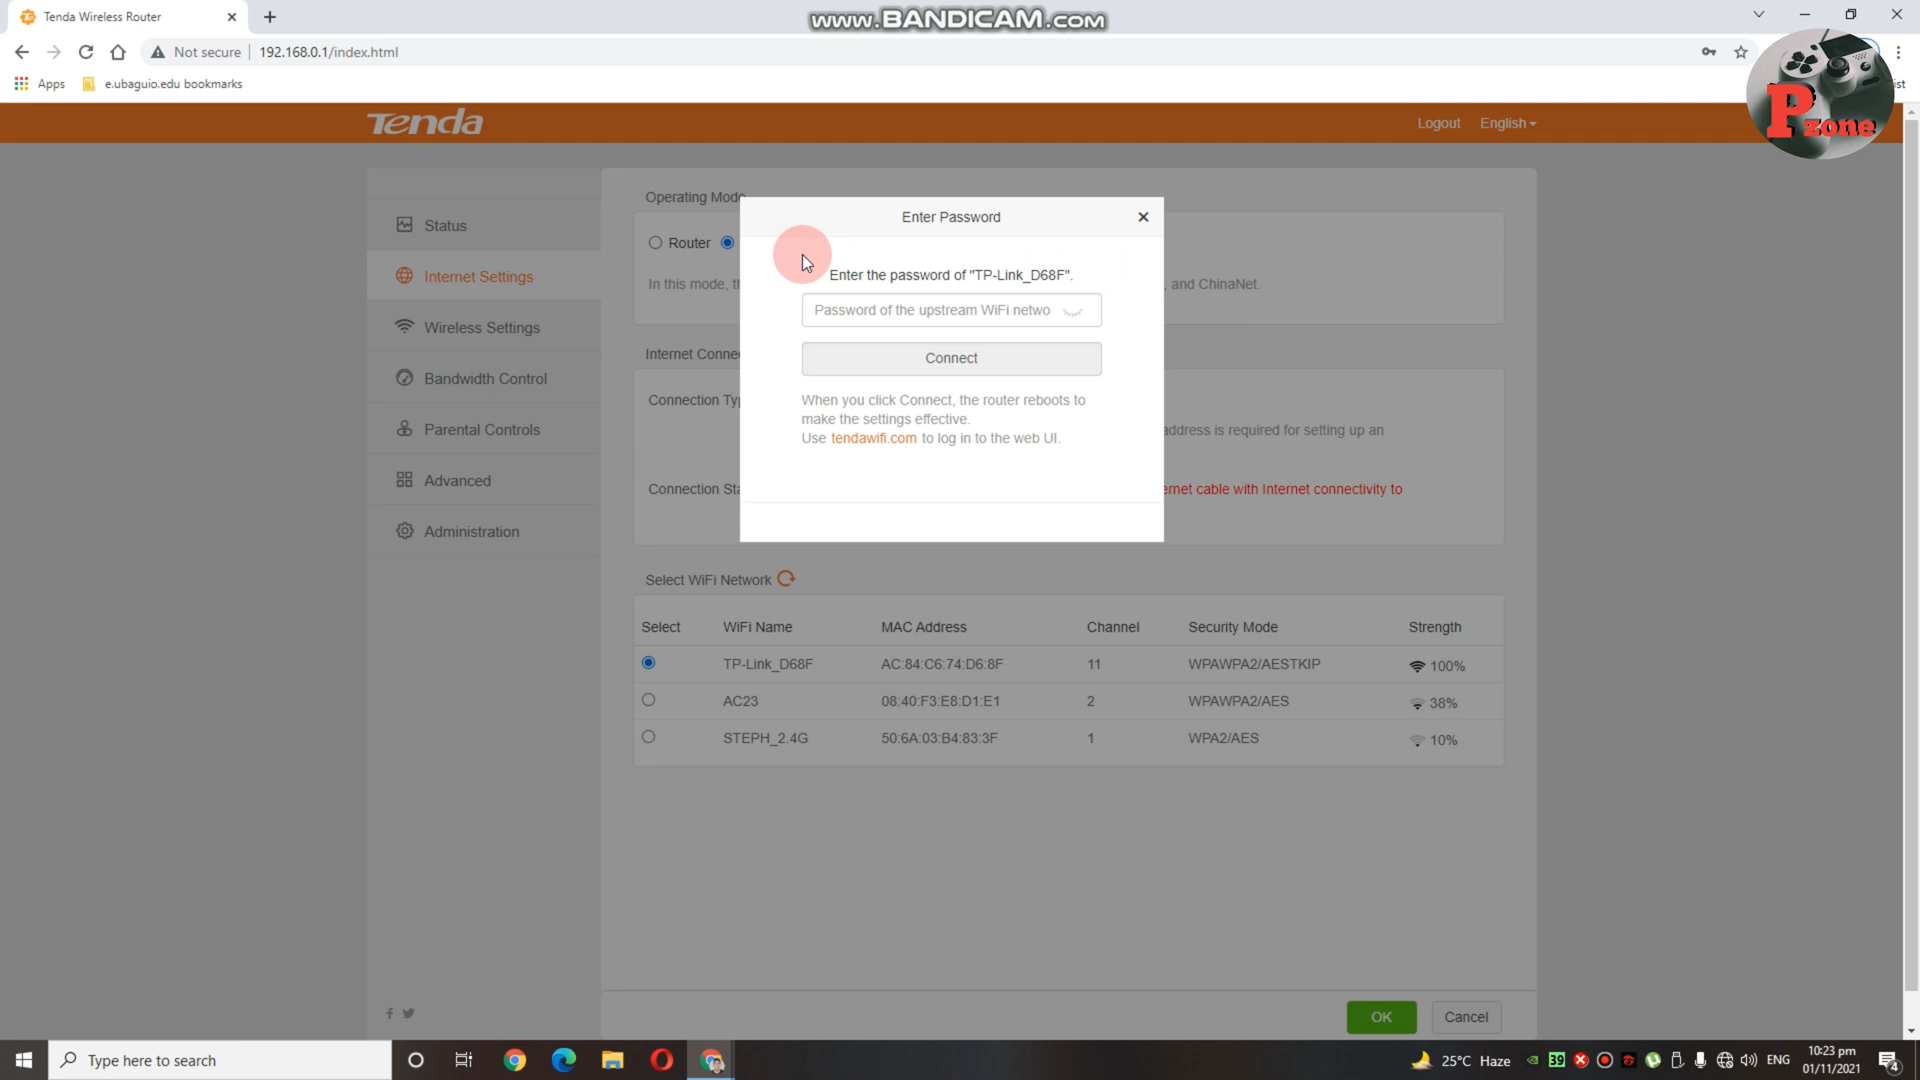 Tenda Wireless Router
www.BANDICAM.com
Not secure
192.168.0.1/index.html
Apps
e.ubaguio.edu bookmarks
ist
P zone
Tenda
Logout
English
Status
Internet Settings
Wireless Settings
Bandwidth Control
Parental Controls
Advanced
Administration
Operating Mode
Router
In this mode, th
, and ChinaNet.
Enter Password
Enter the password of "TP-Link_D68F".
Password of the upstream WiFi netwo
Connect
When you click Connect, the router reboots to
make the settings effective.
Use tendawifi.com to log in to the web UI.
Internet Connec
Connection Typ
address is required for setting up an
Connection Sta
ernet cable with Internet connectivity to
Select WiFi Network
Select WiFi Name MAC Address Channel Security Mode Strength
TP-Link_D68F AC:84:C6:74:D6:8F 11 WPAWPA2/AESTKIP 100%
AC23 08:40:F3:E8:D1:E1 2 WPAWPA2/AES 38%
STEPH_2.4G 50:6A:03:B4:83:3F 1 WPA2/AES 10%
OK
Cancel
Type here to search
25°C Haze
39
ENG
10:23 pm
01/11/2021
4